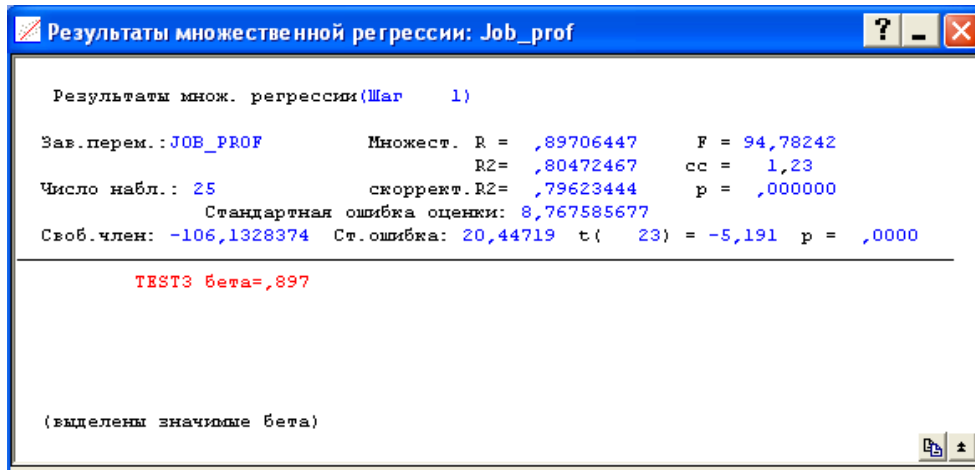 Результаты множественной регрессии: Job_prof
Результаты множ. регрессии(Шаг 1)
Зав.перем.:JOB_PROF Множест. R = ,89706447 F = 94,78242
R2= ,80472467 сс = 1,23
Число набл.: 25 скоррект.R2= ,79623444 p = ,000000
Стандартная ошибка оценки: 8,767585677
Своб.член: -106,1328374 Ст.ошибка: 20,44719 t( 23) = -5,191 p = ,0000
TEST3 бета=,897
(выделены значимые бета)